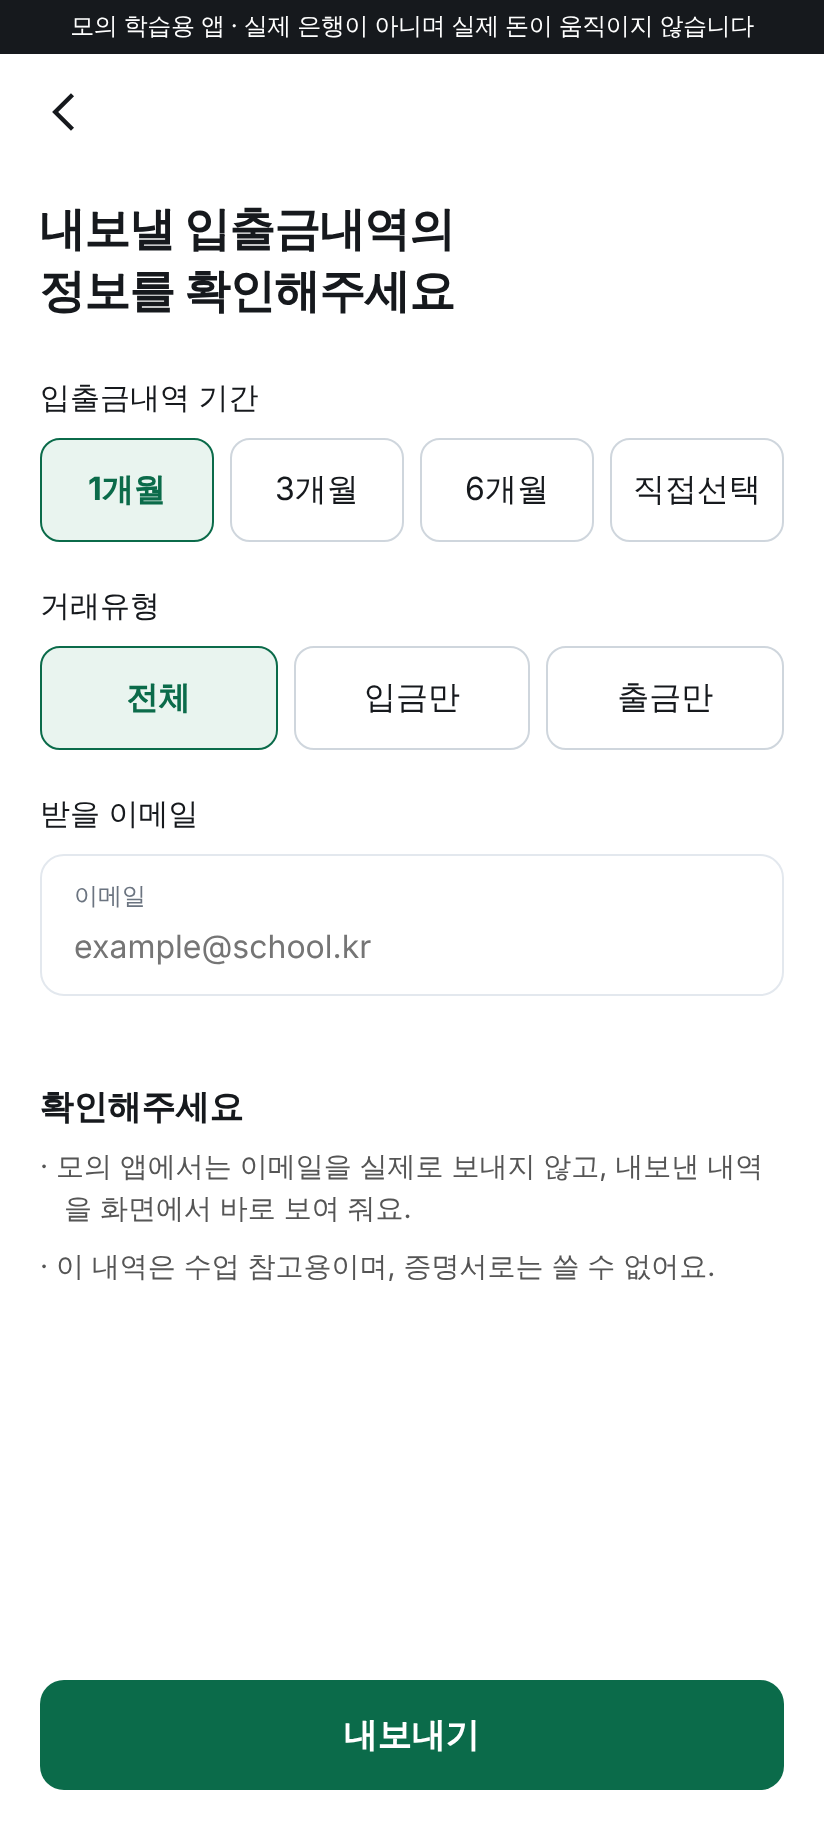 모의 학습용 앱 · 실제 은행이 아니며 실제 돈이 움직이지 않습니다
내보낼 입출금내역의
정보를 확인해주세요
입출금내역 기간
1개월
3개월
6개월
직접선택
거래유형
전체
입금만
출금만
받을 이메일
이메일
example@school.kr
확인해주세요
· 모의 앱에서는 이메일을 실제로 보내지 않고, 내보낸 내역
을 화면에서 바로 보여 줘요.
· 이 내역은 수업 참고용이며, 증명서로는 쓸 수 없어요.
내보내기